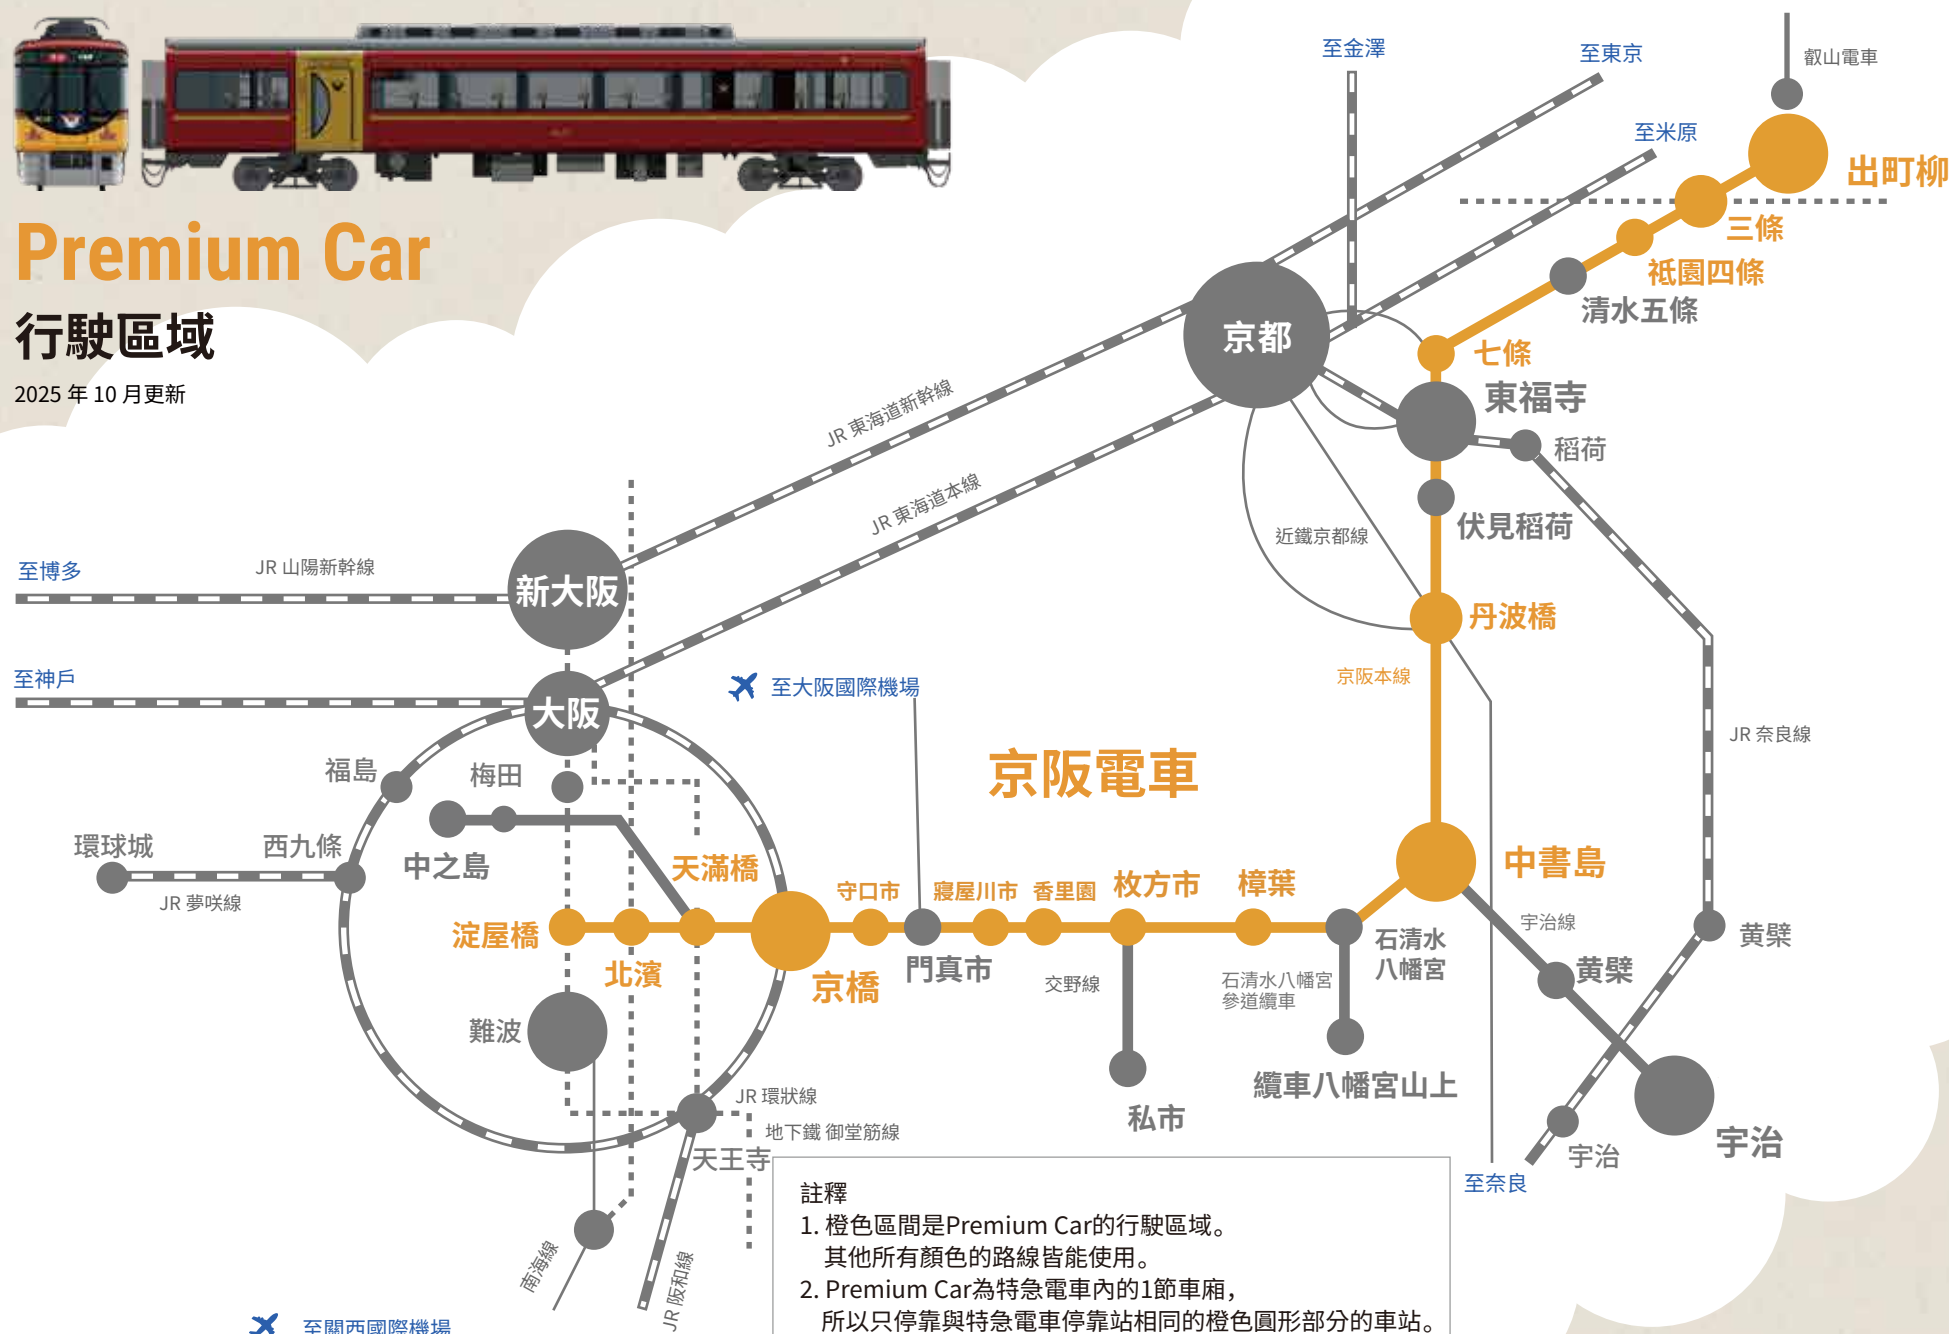 Premium Car
行駛區域
2025 年 10 月更新
至金澤
至東京
至米原
叡山電車
出町柳
三條
祗園四條
清水五條
七條
京都
東福寺
稻荷
伏見稻荷
近鐵京都線
丹波橋
京阪本線
JR 奈良線
JR 東海道新幹線
JR 東海道本線
至博多
JR 山陽新幹線
新大阪
至神戶
大阪
至大阪國際機場
京阪電車
福島
梅田
環球城
西九條
JR 夢咲線
中之島
天滿橋
淀屋橋
北濱
京橋
守口市
門真市
寢屋川市
香里園
枚方市
樟葉
石清水
八幡宮
中書島
宇治線
黃檗
黃檗
交野線
石清水八幡宮
參道纜車
私市
纜車八幡宮山上
宇治
宇治
至奈良
難波
JR 環狀線
地下鐵 御堂筋線
天王寺
南海線
JR 阪和線
至關西國際機場
註釋
1. 橙色區間是Premium Car的行駛區域。
其他所有顏色的路線皆能使用。
2. Premium Car為特急電車內的1節車廂，
所以只停靠與特急電車停靠站相同的橙色圓形部分的車站。